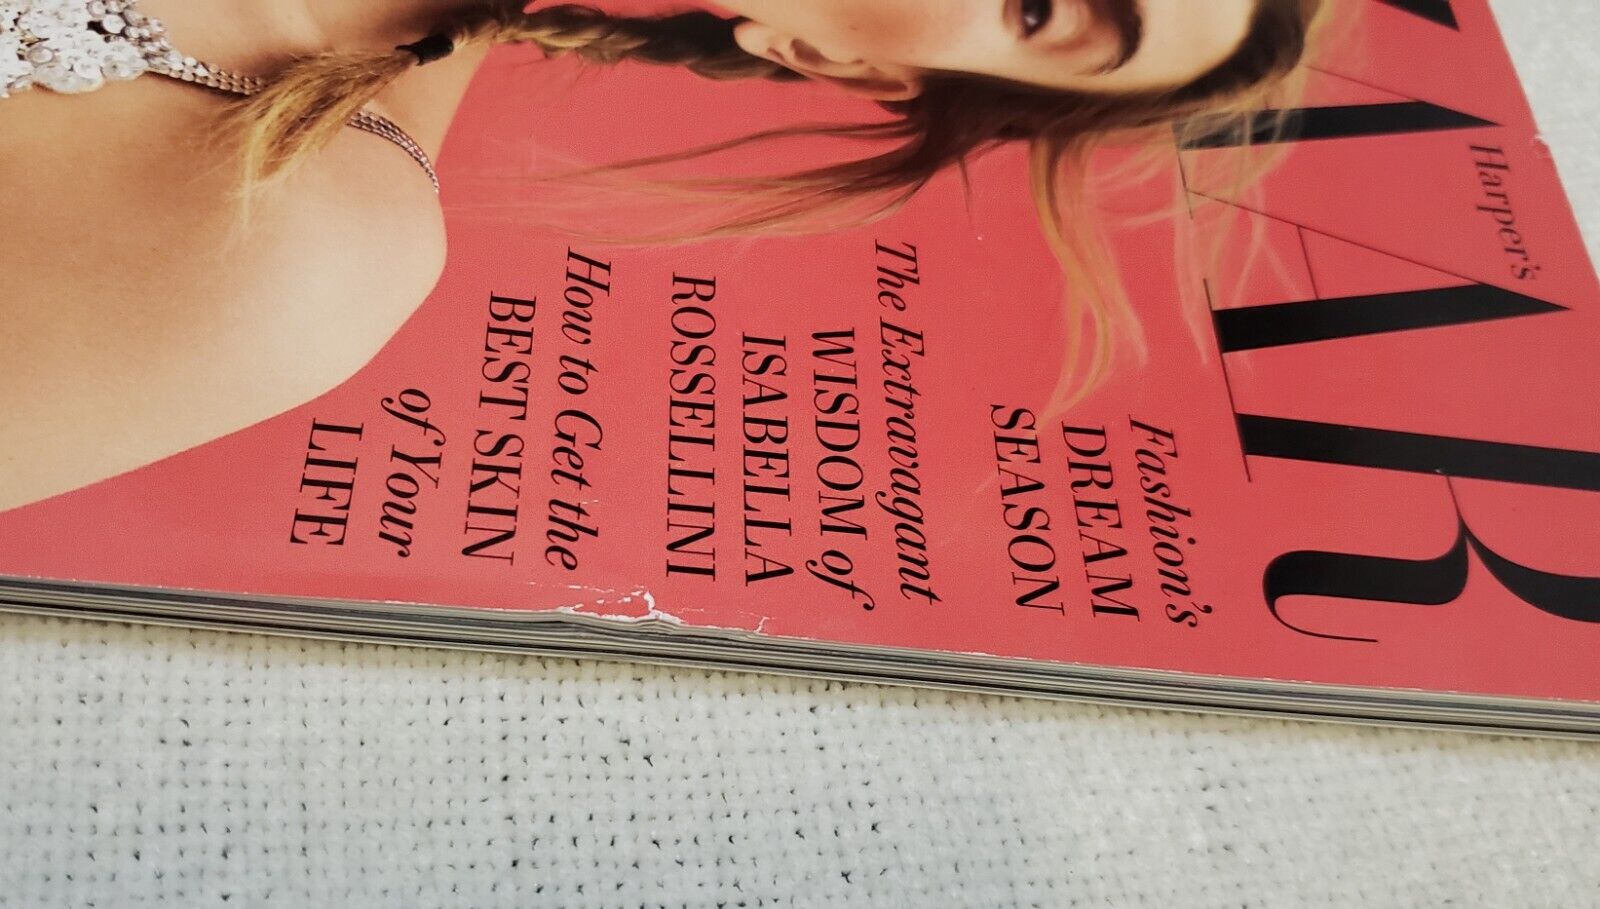 Harper's
AAR
Fashion's
DREAM
SEASON
The Extravagant
WISDOM of
ISABELLA
ROSSELLINI
How to Get the
BEST SKIN
of Your
LIFE